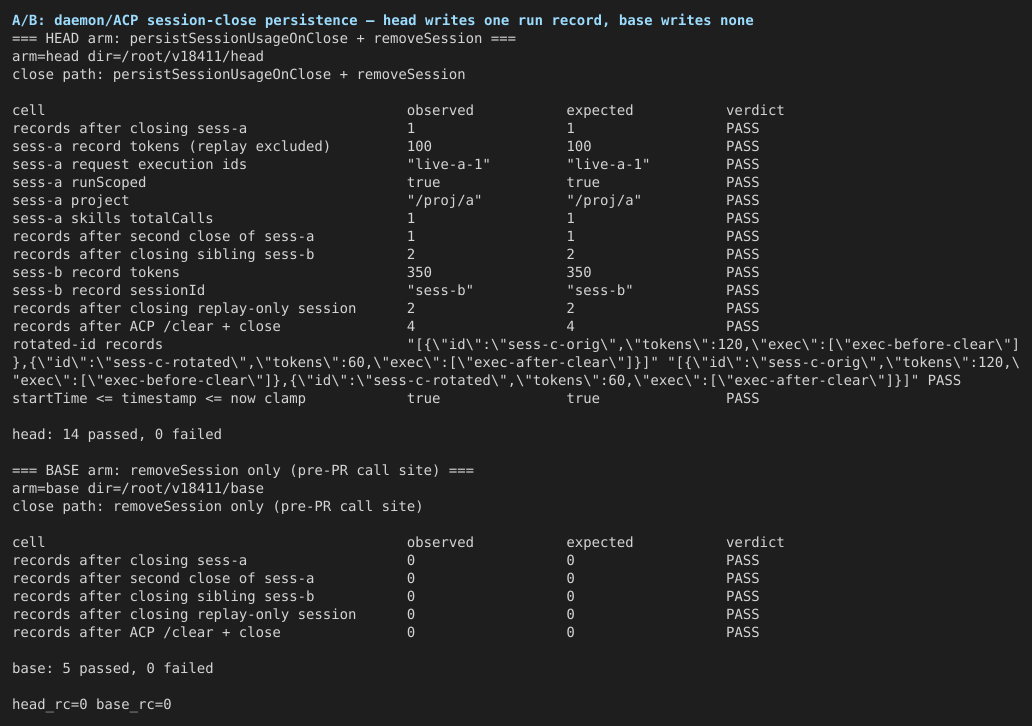 A/B: daemon/ACP session-close persistence — head writes one run record, base writes none
=== HEAD arm: persistSessionUsageOnClose + removeSession ===
arm=head dir=/root/v18411/head
close path: persistSessionUsageOnClose + removeSession
cell observed expected verdict
records after closing sess-a 1 1 PASS
sess-a record tokens (replay excluded) 100 100 PASS
sess-a request execution ids "live-a-1" "live-a-1" PASS
sess-a runScoped true true PASS
sess-a project "/proj/a" "/proj/a" PASS
sess-a skills totalCalls 1 1 PASS
records after second close of sess-a 1 1 PASS
records after closing sibling sess-b 2 2 PASS
sess-b record tokens 350 350 PASS
sess-b record sessionId "sess-b" "sess-b" PASS
records after closing replay-only session 2 2 PASS
records after ACP /clear + close 4 4 PASS
rotated-id records "[{\"id\":\"sess-c-orig\",\"tokens\":120,\"exec\":[\"exec-before-clear\"]
},{\"id\":\"sess-c-rotated\",\"tokens\":60,\"exec\":[\"exec-after-clear\"]}]" "[{\"id\":\"sess-c-orig\",\"tokens\":120,\
"exec\":[\"exec-before-clear\"]},{\"id\":\"sess-c-rotated\",\"tokens\":60,\"exec\":[\"exec-after-clear\"]}]" PASS
startTime <= timestamp <= now clamp true true PASS
head: 14 passed, 0 failed
=== BASE arm: removeSession only (pre-PR call site) ===
arm=base dir=/root/v18411/base
close path: removeSession only (pre-PR call site)
cell observed expected verdict
records after closing sess-a 0 0 PASS
records after second close of sess-a 0 0 PASS
records after closing sibling sess-b 0 0 PASS
records after closing replay-only session 0 0 PASS
records after ACP /clear + close 0 0 PASS
base: 5 passed, 0 failed
head_rc=0 base_rc=0